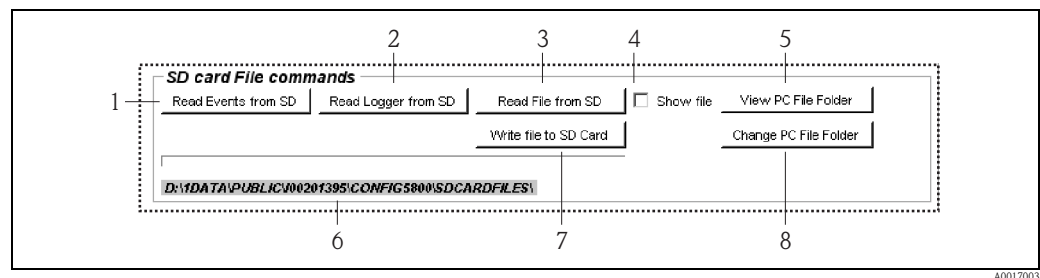 2 3 4 5
SD card File commands
1 Read Events from SD Read Logger from SD Read File from SD Show file View PC File Folder
Write file to SD Card Change PC File Folder
D:\1DATA\PUBLIC\I00201395\CONFIG5800\SDCARDFILES\
6 7 8
A0017003